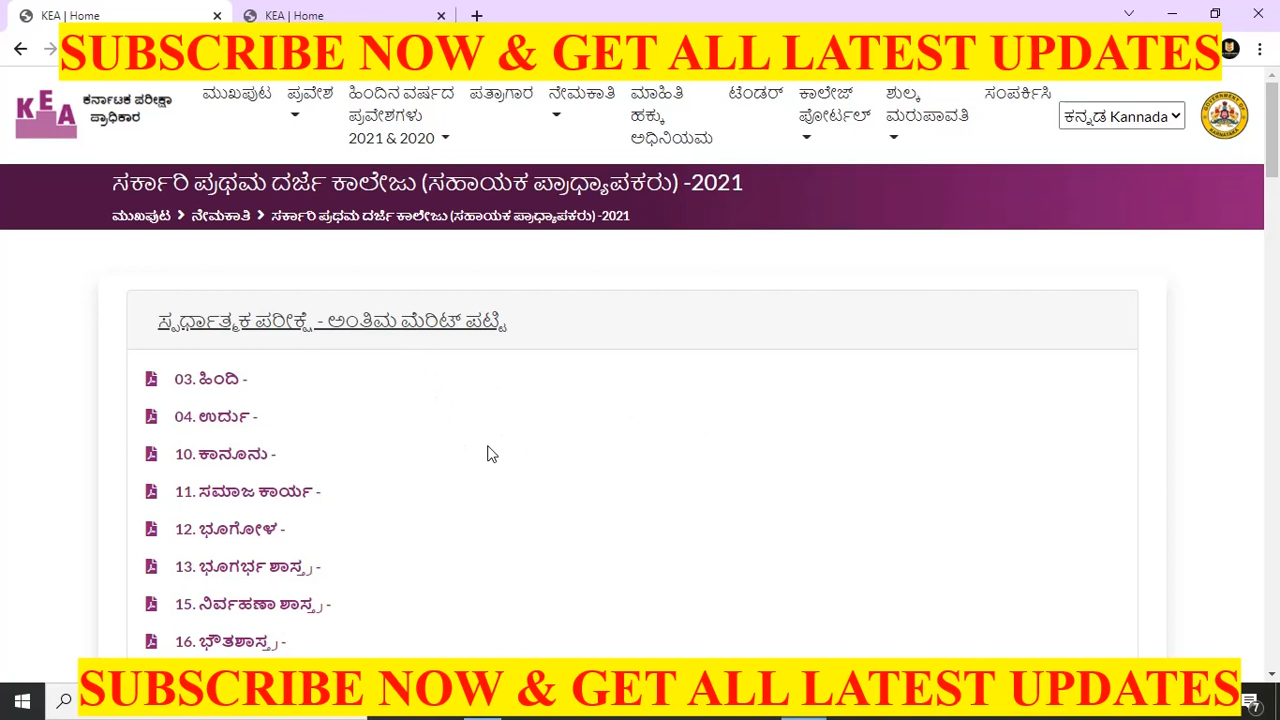 KEA | Home
KEA | Home
SUBSCRIBE NOW & GET ALL LATEST UPDATES
KEA
ಕರ್ನಾಟಕ ಪರೀಕ್ಷಾ
ಪ್ರಾಧಿಕಾರ
ಮುಖಪುಟ
ಪ್ರವೇಶ
ಹಿಂದಿನ ವರ್ಷದ
ಪ್ರವೇಶಗಳು
2021 & 2020
ಪತ್ರಾಗಾರ
ನೇಮಕಾತಿ
ಮಾಹಿತಿ
ಹಕ್ಕು
ಅಧಿನಿಯಮ
ಟೆಂಡರ್
ಕಾಲೇಜ್
ಪೋರ್ಟಲ್
ಶುಲ್ಕ
ಮರುಪಾವತಿ
ಸಂಪರ್ಕಿಸಿ
ಕನ್ನಡ Kannada
ಸರ್ಕಾರಿ ಪ್ರಥಮ ದರ್ಜೆ ಕಾಲೇಜು (ಸಹಾಯಕ ಪ್ರಾಧ್ಯಾಪಕರು) -2021
ಮುಖಪುಟ > ನೇಮಕಾತಿ > ಸರ್ಕಾರಿ ಪ್ರಥಮ ದರ್ಜೆ ಕಾಲೇಜು (ಸಹಾಯಕ ಪ್ರಾಧ್ಯಾಪಕರು) -2021
ಸ್ಪರ್ಧಾತ್ಮಕ ಪರೀಕ್ಷೆ - ಅಂತಿಮ ಮೆರಿಟ್ ಪಟ್ಟಿ
03. ಹಿಂದಿ -
04. ಉರ್ದು -
10. ಕಾನೂನು -
11. ಸಮಾಜ ಕಾರ್ಯ -
12. ಭೂಗೋಳ -
13. ಭೂಗರ್ಭ ಶಾಸ್ತ್ರ -
15. ನಿರ್ವಹಣಾ ಶಾಸ್ತ್ರ -
16. ಭೌತಶಾಸ್ತ್ರ -
SUBSCRIBE NOW & GET ALL LATEST UPDATES
7